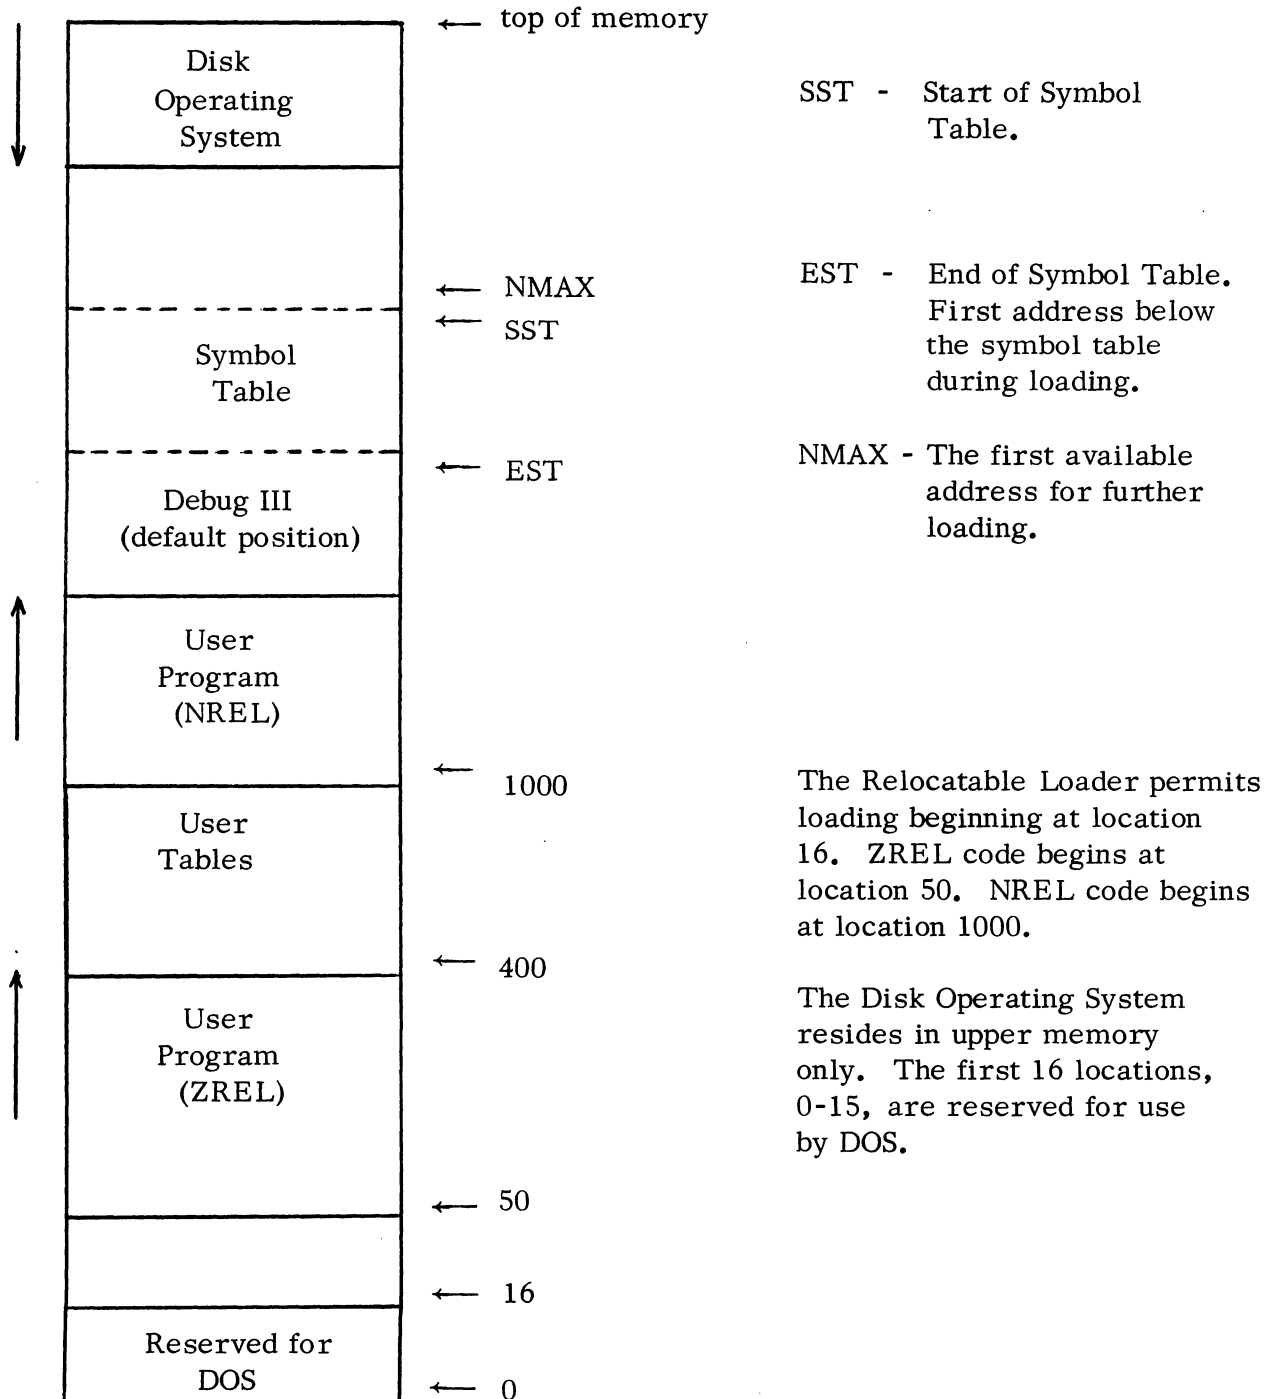 top of memory
Disk
Operating
System
NMAX
SST
Symbol
Table
EST
Debug III
(default position)
User
Program
(NREL)
1000
User
Tables
400
User
Program
(ZREL)
50
16
Reserved for
DOS
0
SST - Start of Symbol
Table.
EST - End of Symbol Table.
First address below
the symbol table
during loading.
NMAX - The first available
address for further
loading.
The Relocatable Loader permits
loading beginning at location
16. ZREL code begins at
location 50. NREL code begins
at location 1000.
The Disk Operating System
resides in upper memory
only. The first 16 locations,
0-15, are reserved for use
by DOS.